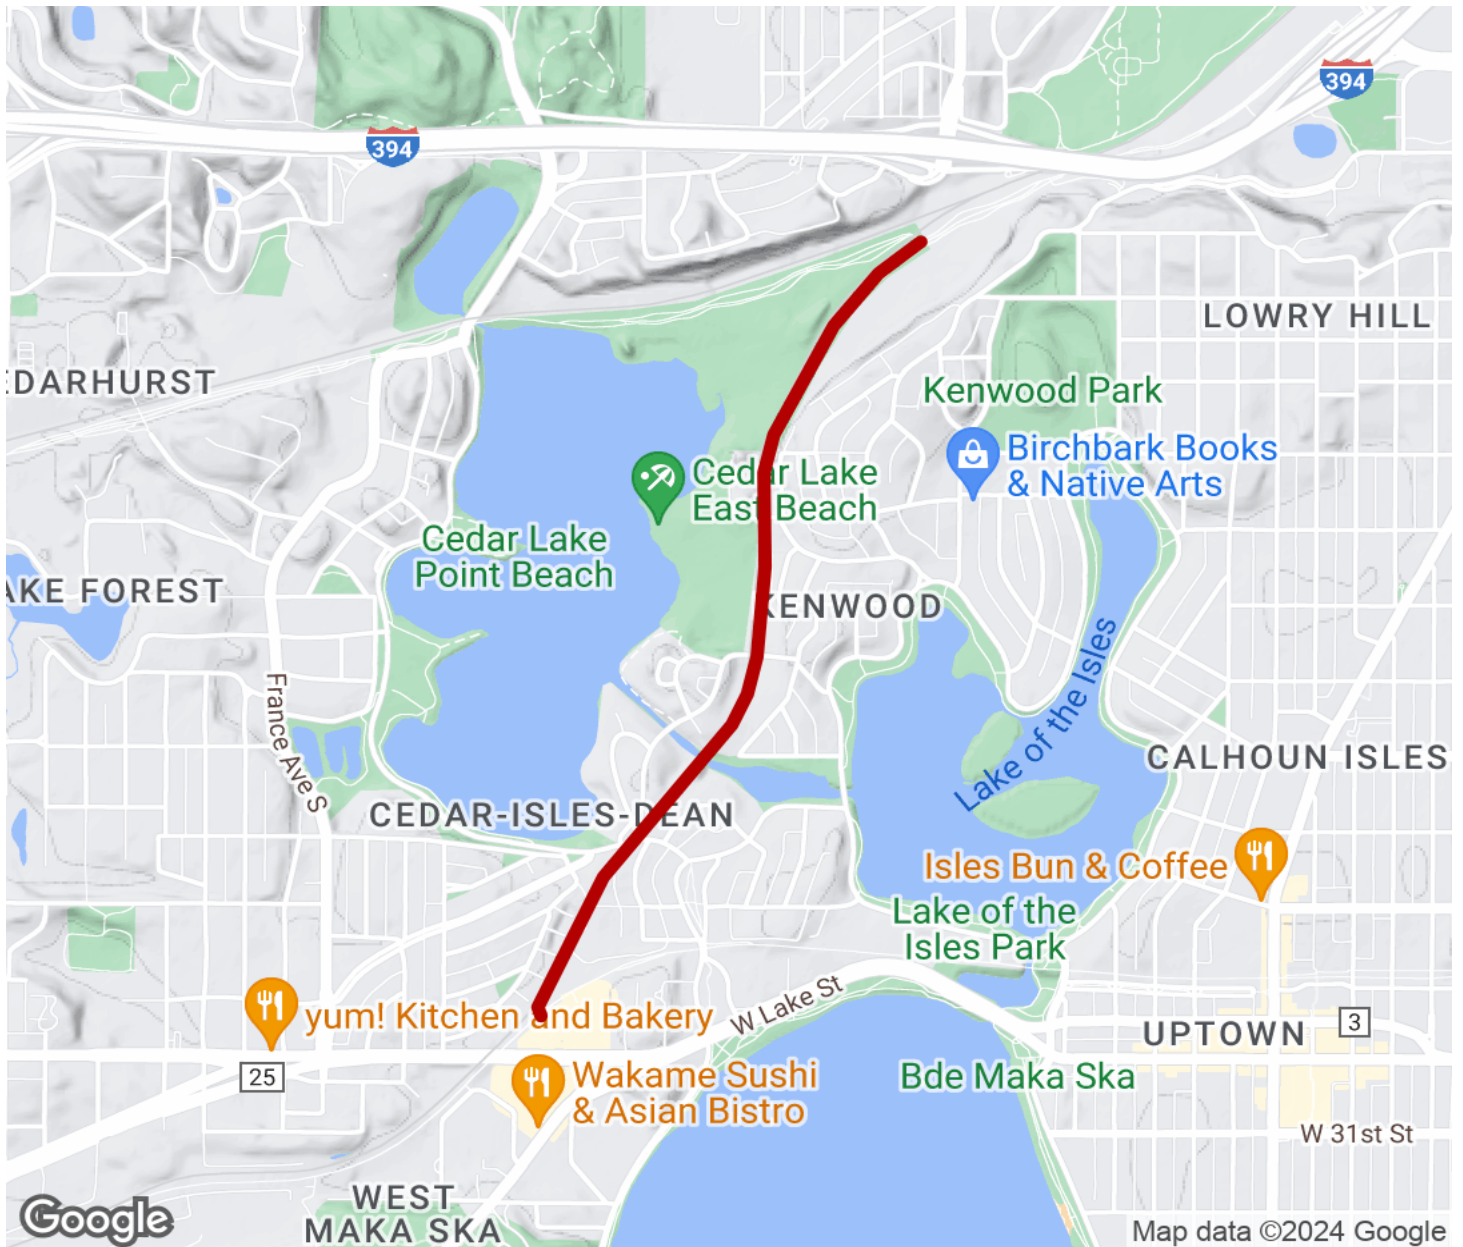 394
394
LOWRY HILL
EDARHURST
Kenwood Park
Birchbark Books
& Native Arts
Cedar Lake
East Beach
Cedar Lake
Point Beach
AKE FOREST
KENWOOD
Lake of the Isles
France Ave S
CALHOUN ISLES
CEDAR-ISLES-DEAN
Isles Bun & Coffee
Lake of the
Isles Park
yum! Kitchen and Bakery
W Lake St
UPTOWN
3
25
Wakame Sushi
& Asian Bistro
Bde Maka Ska
W 31st St
WEST
MAKA SKA
Google
Map data ©2024 Google